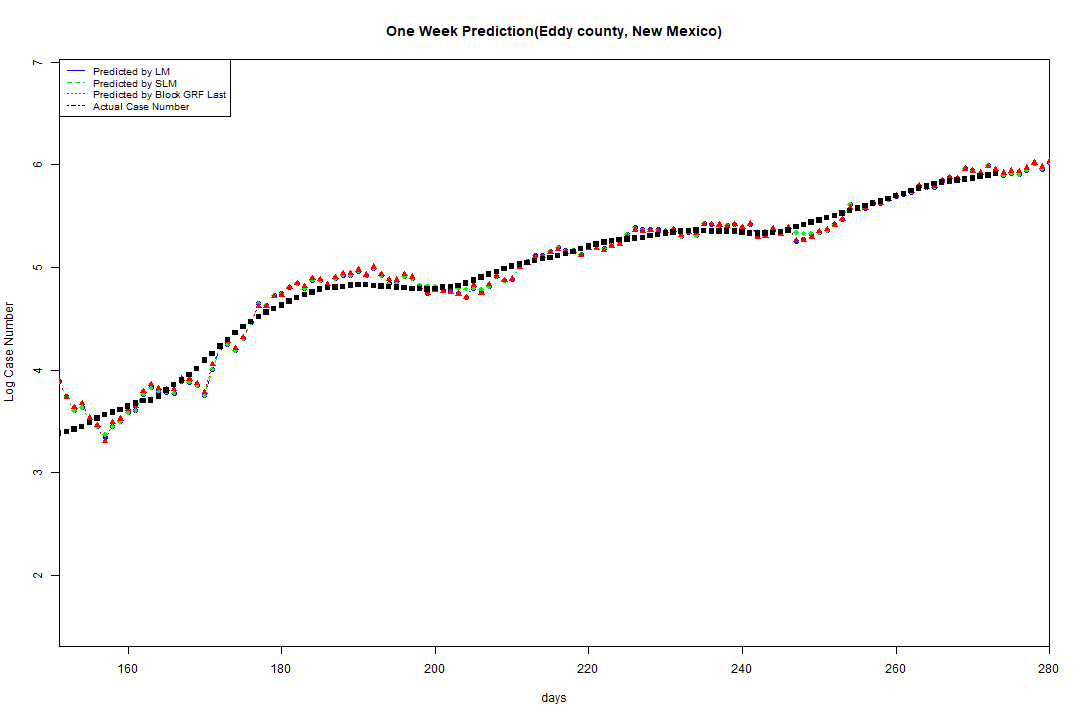 One Week Prediction(Eddy county, New Mexico)
Predicted by LM
Predicted by SLM
Predicted by Block GRF Last
Actual Case Number
7
6
5
4
3
2
Log Case Number
160 180 200 220 240 260 280
days